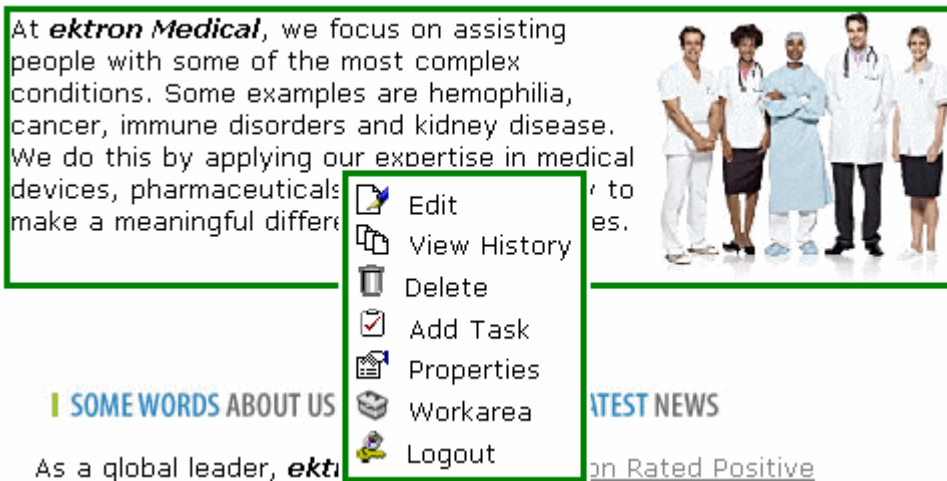 At ektron Medical, we focus on assisting
people with some of the most complex
conditions. Some examples are hemophilia,
cancer, immune disorders and kidney disease.
We do this by applying our expertise in medical
devices, pharmaceuticals to
make a meaningful
Edit
View History
Delete
Add Task
Properties
Workarea
Logout
SOME WORDS ABOUT US
NEWS
As a global leader,
Rated Positive